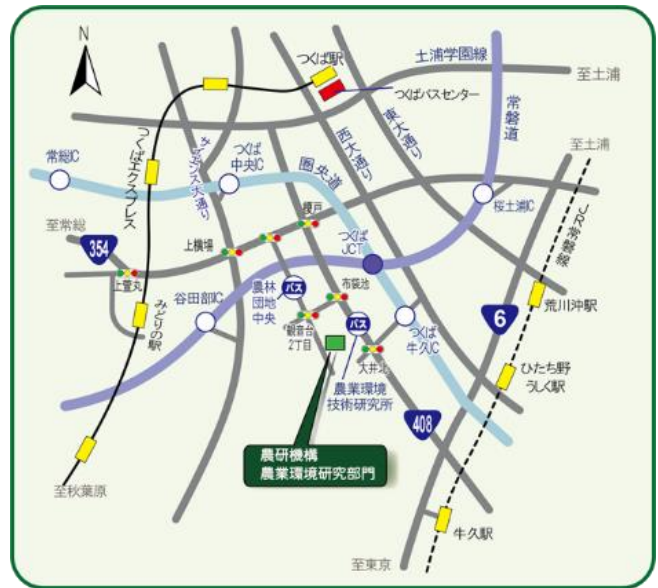 N
つくば駅
土浦学園線
至土浦
つくばバスセンター
常磐道
東大通り
西大通り
サイエンス大通り
つくばエクスプレス
常総IC
つくば
中央IC
圏央道
至土浦
榎戸
桜土浦IC
JR常磐線
至常総
354
上横場
つくば
JCT
上萱丸
谷田部IC
バス
農林
団地
中央
布袋池
荒川沖駅
みどりの駅
観音台
2丁目
バス
つくば
牛久IC
6
大井北
農業環境
技術研究所
ひたち野
うしく駅
408
農研機構
農業環境研究部門
至秋葉原
牛久駅
至東京